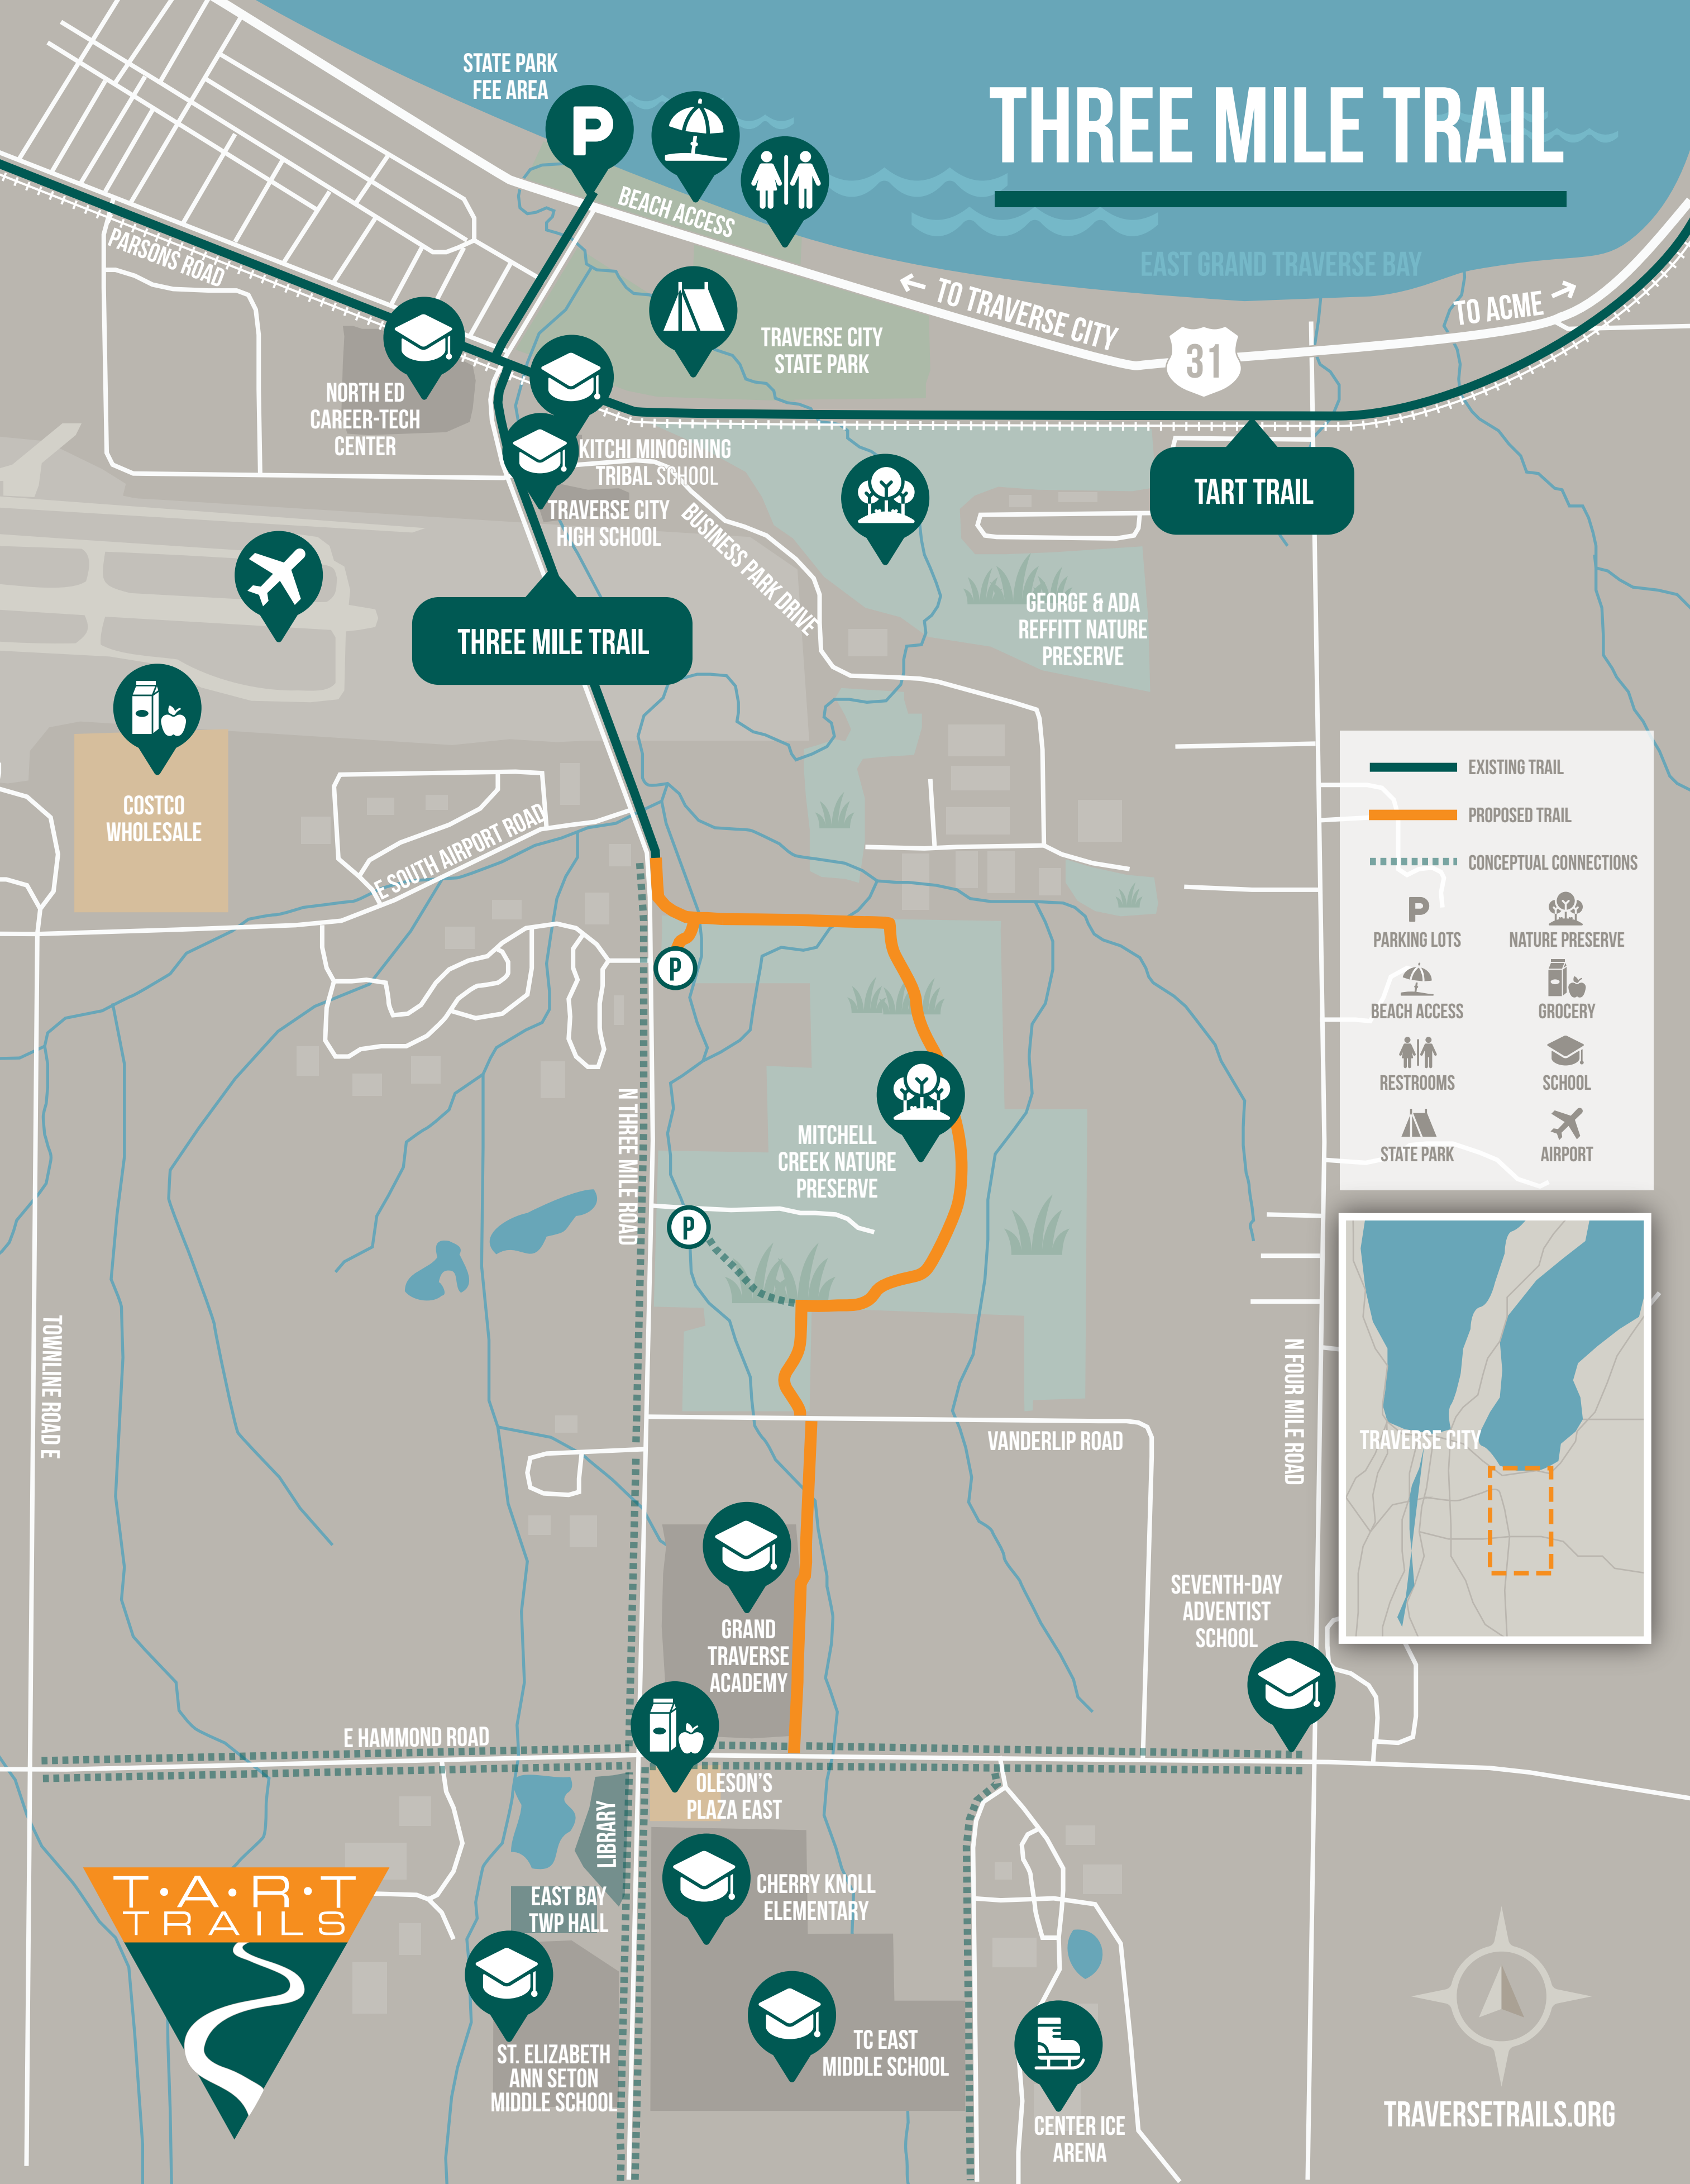 STATE PARK
FEE AREA
P
THREE MILE TRAIL
BEACH ACCESS
EAST GRAND TRAVERSE BAY
PARSONS ROAD
← TO TRAVERSE CITY
TO ACME →
31
TRAVERSE CITY
STATE PARK
NORTH ED
CAREER-TECH
CENTER
KITCHI MINOGINING
TRIBAL SCHOOL
TRAVERSE CITY
HIGH SCHOOL
BUSINESS PARK DRIVE
TART TRAIL
GEORGE & ADA
REFFITT NATURE
PRESERVE
THREE MILE TRAIL
COSTCO
WHOLESALE
E SOUTH AIRPORT ROAD
EXISTING TRAIL
PROPOSED TRAIL
CONCEPTUAL CONNECTIONS
P
PARKING LOTS
NATURE PRESERVE
BEACH ACCESS
GROCERY
RESTROOMS
SCHOOL
STATE PARK
AIRPORT
P
N THREE MILE ROAD
MITCHELL
CREEK NATURE
PRESERVE
P
TOWNLINE ROAD E
N FOUR MILE ROAD
TRAVERSE CITY
VANDERLIP ROAD
GRAND
TRAVERSE
ACADEMY
SEVENTH-DAY
ADVENTIST
SCHOOL
E HAMMOND ROAD
OLESON'S
PLAZA EAST
LIBRARY
EAST BAY
TWP HALL
CHERRY KNOLL
ELEMENTARY
T·A·R·T
TRAILS
ST. ELIZABETH
ANN SETON
MIDDLE SCHOOL
TC EAST
MIDDLE SCHOOL
CENTER ICE
ARENA
TRAVERSETRAILS.ORG